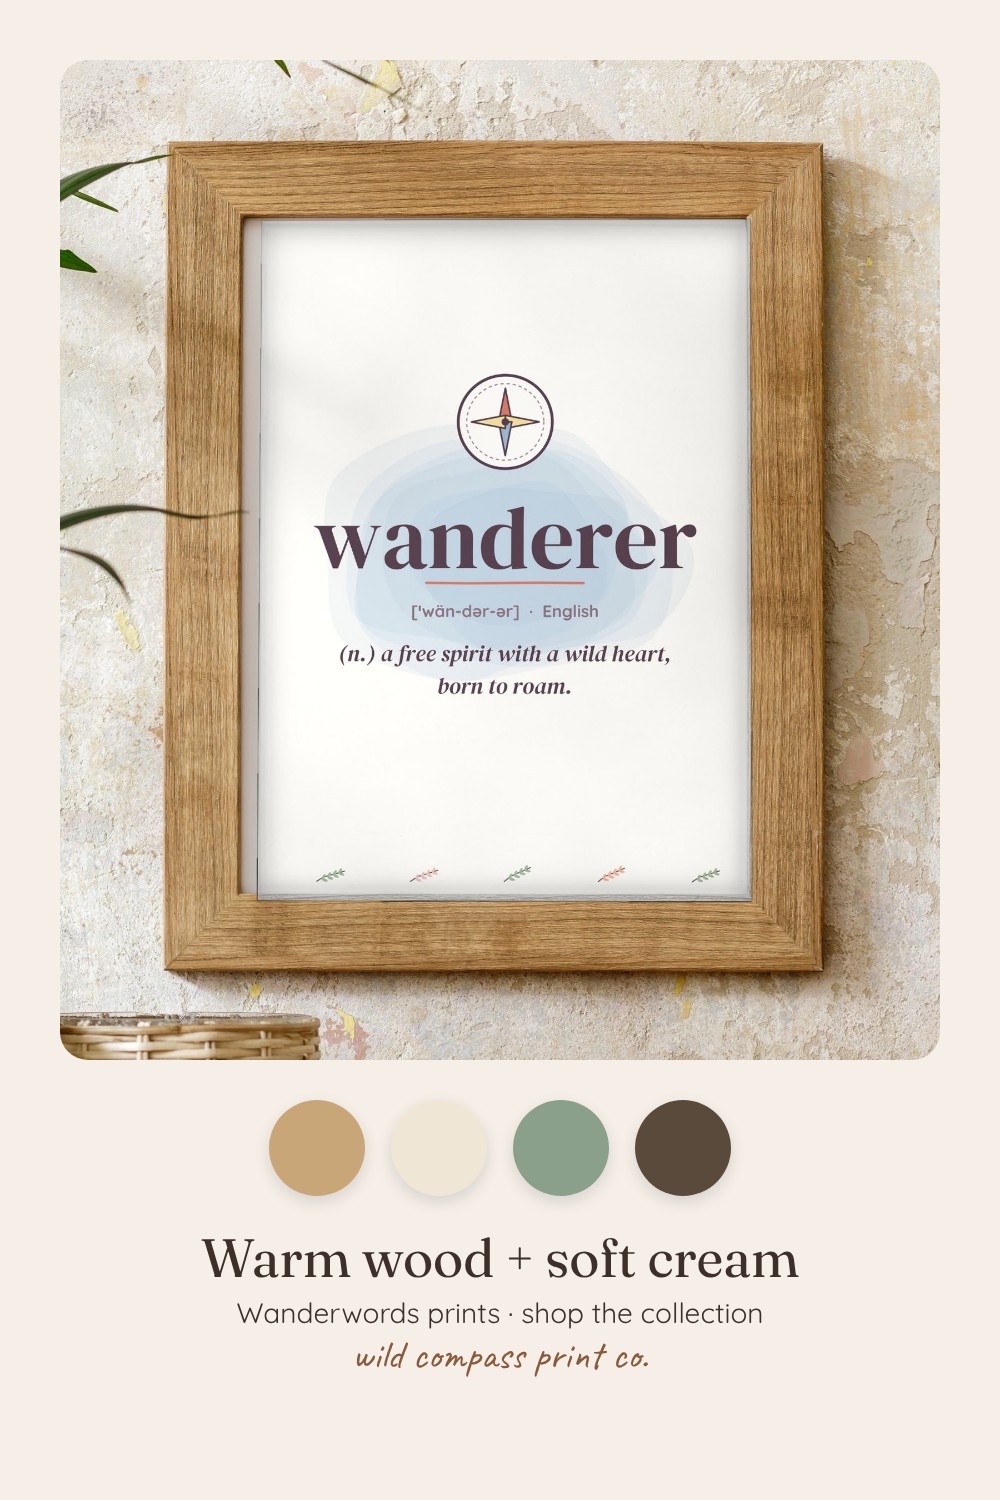 wanderer
[ˈwän-dər-ər] · English
(n.) a free spirit with a wild heart,
born to roam.
Warm wood + soft cream
Wanderwords prints · shop the collection
wild compass print co.